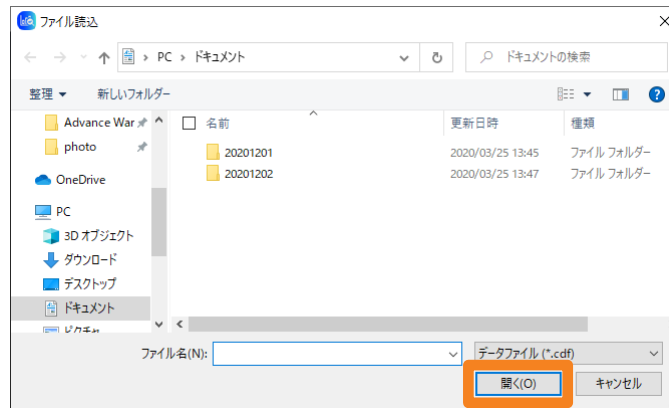 ファイル読込
PC › ドキュメント
ドキュメントの検索
整理
新しいフォルダー
Advance War
photo
OneDrive
PC
3D オブジェクト
ダウンロード
デスクトップ
ドキュメント
ピクチャ
名前 更新日時 種類
20201201 2020/03/25 13:45 ファイル フォルダー
20201202 2020/03/25 13:47 ファイル フォルダー
ファイル名(N):
データファイル (*.cdf)
開く(O) キャンセル